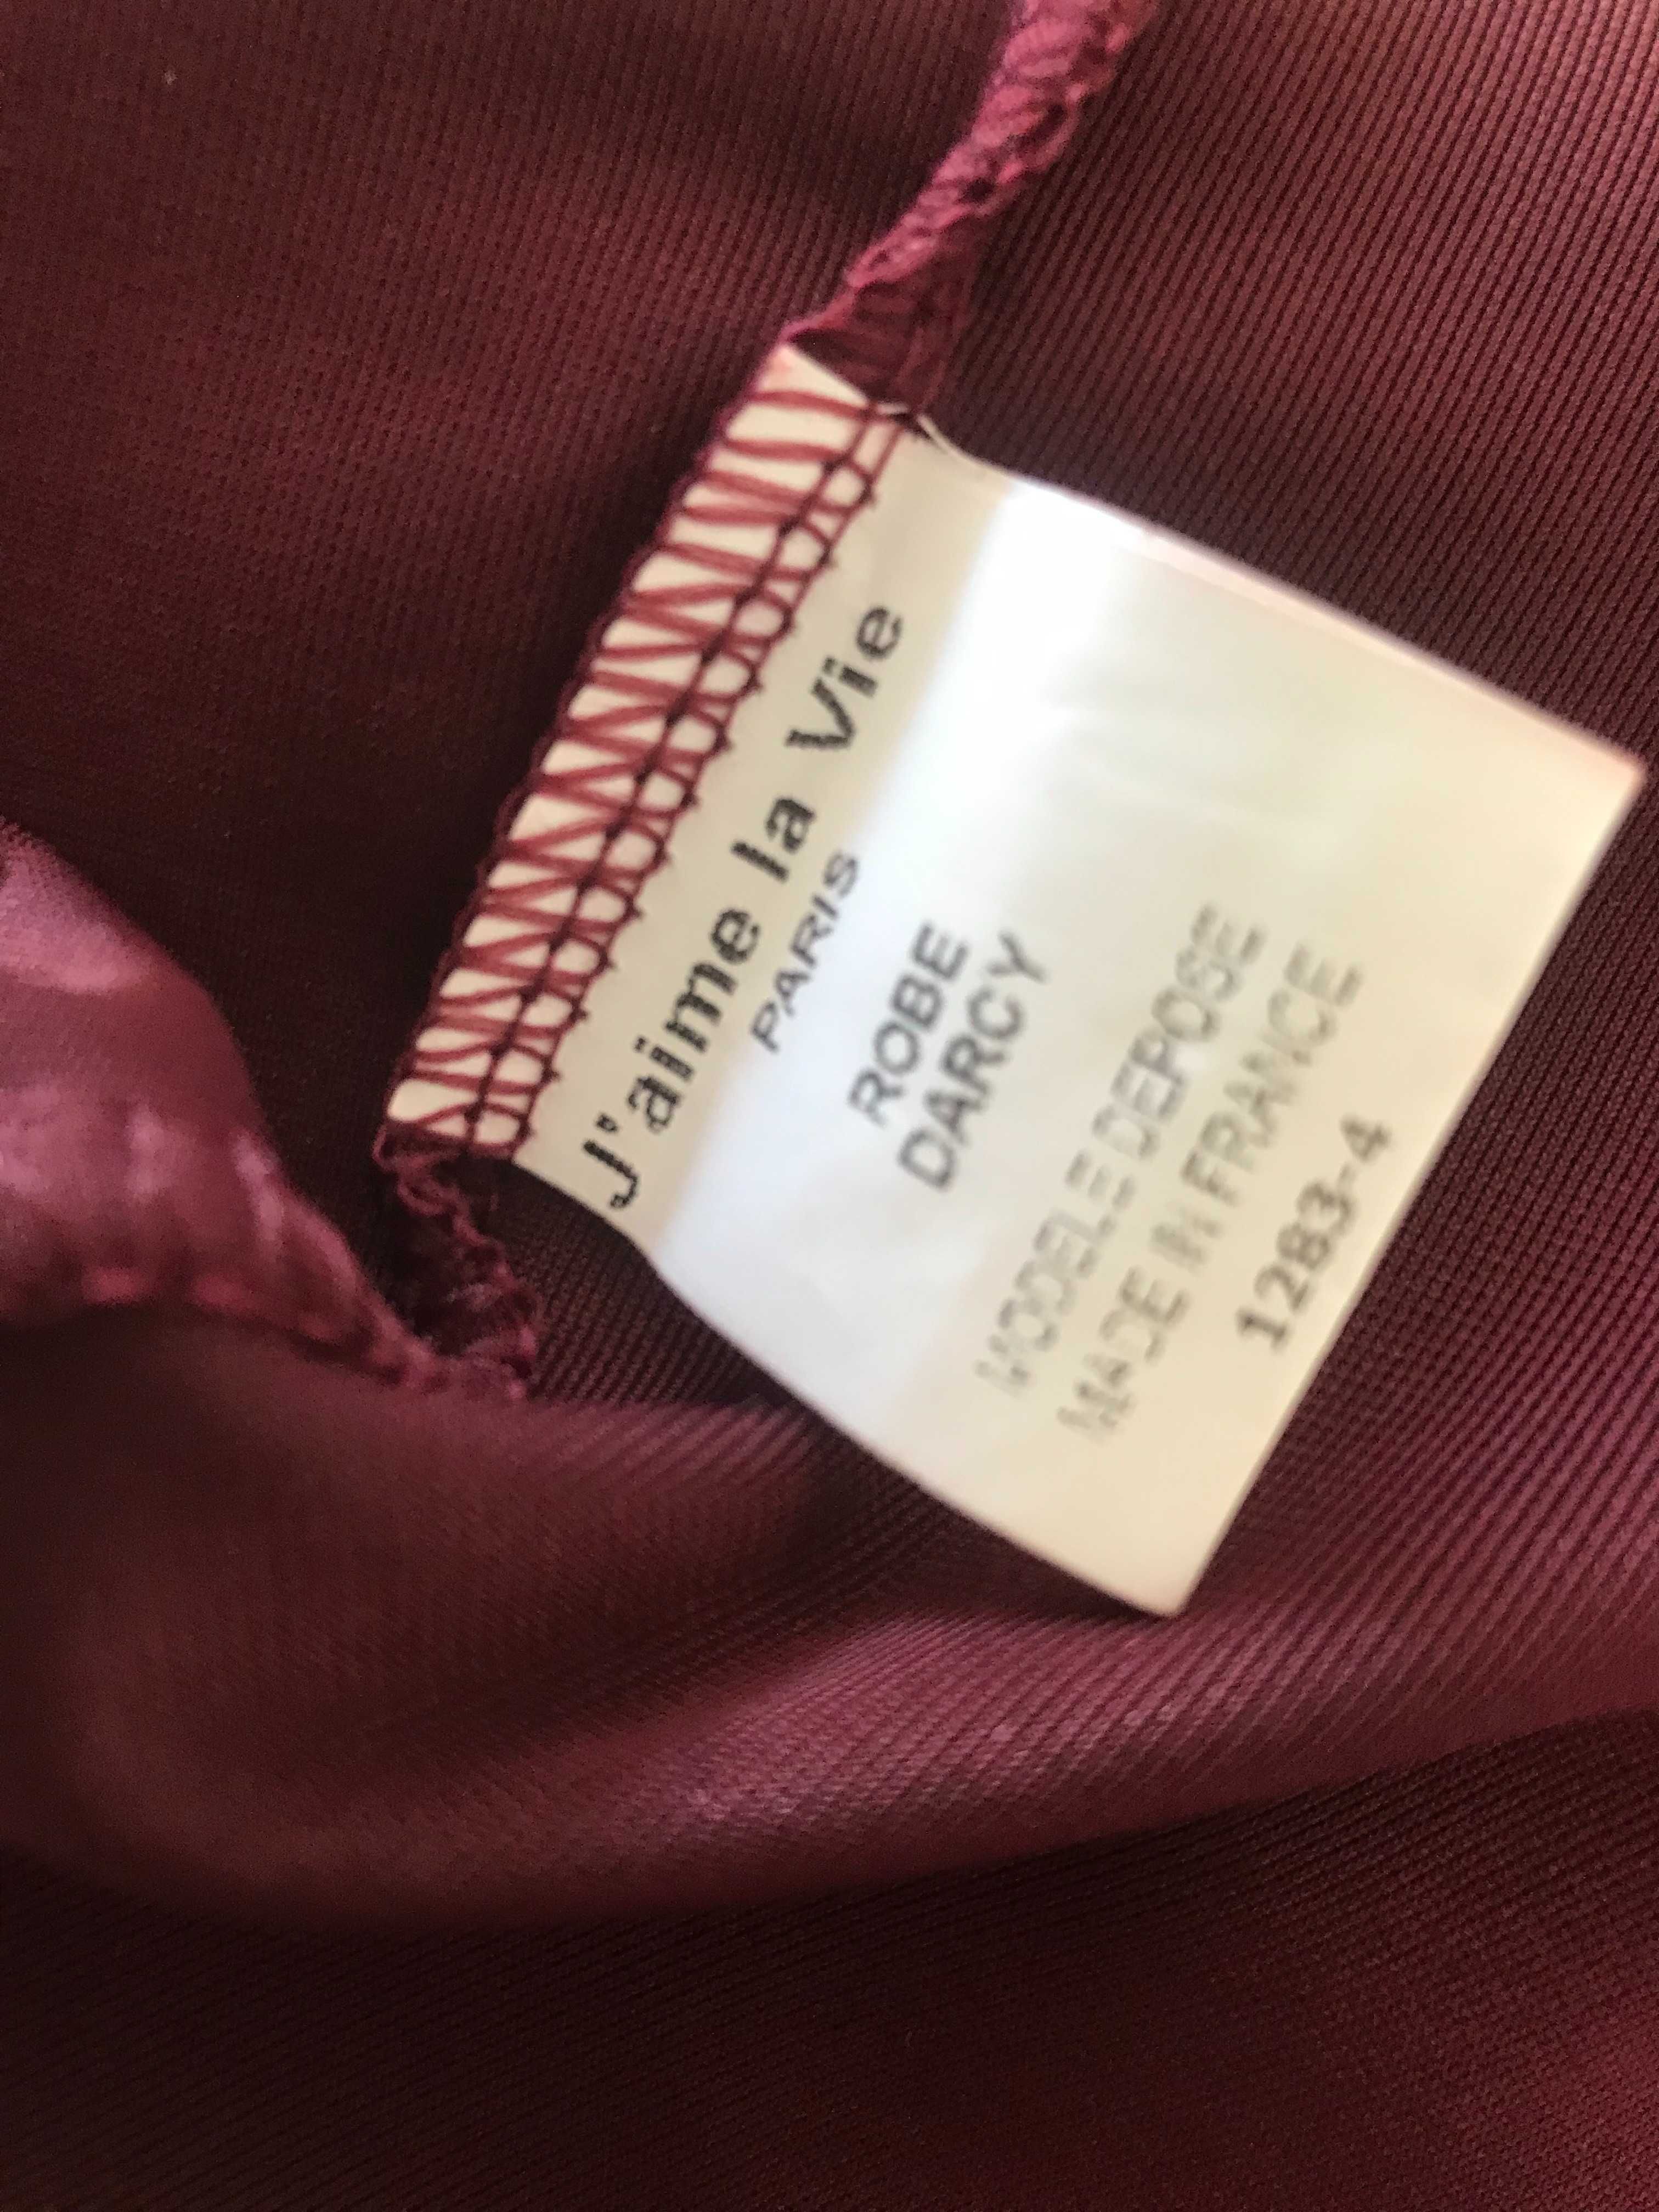 J'aime la Vie
PARIS
ROBE
DARCY
MODELE DEPOSE
MADE IN FRANCE
1283-4